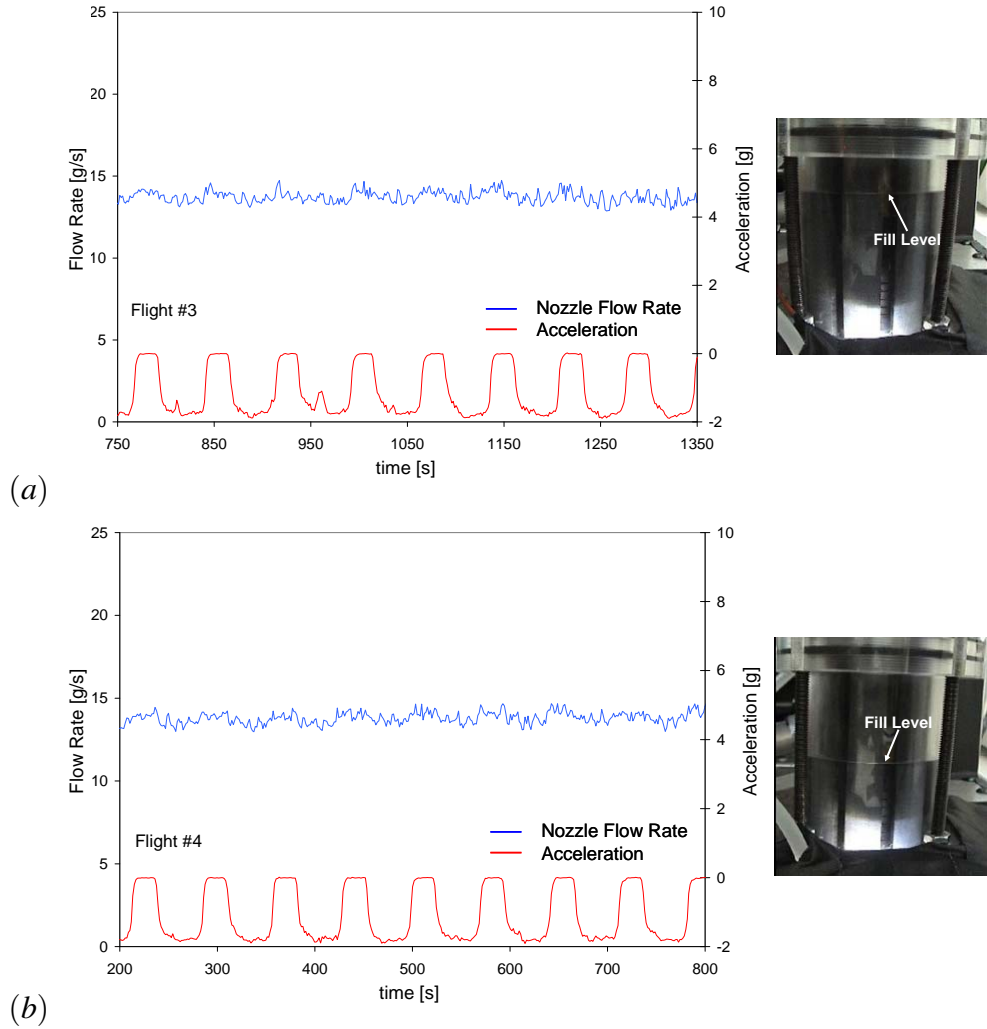 25
20
15
10
5
0
Flow Rate [g/s]
10
8
6
4
2
0
-2
Acceleration [g]
Flight #3
Nozzle Flow Rate
Acceleration
750 850 950 1050 1150 1250 1350
time [s]
Fill Level
(a)
25
20
15
10
5
0
Flow Rate [g/s]
10
8
6
4
2
0
-2
Acceleration [g]
Flight #4
Nozzle Flow Rate
Acceleration
200 300 400 500 600 700 800
time [s]
Fill Level
(b)